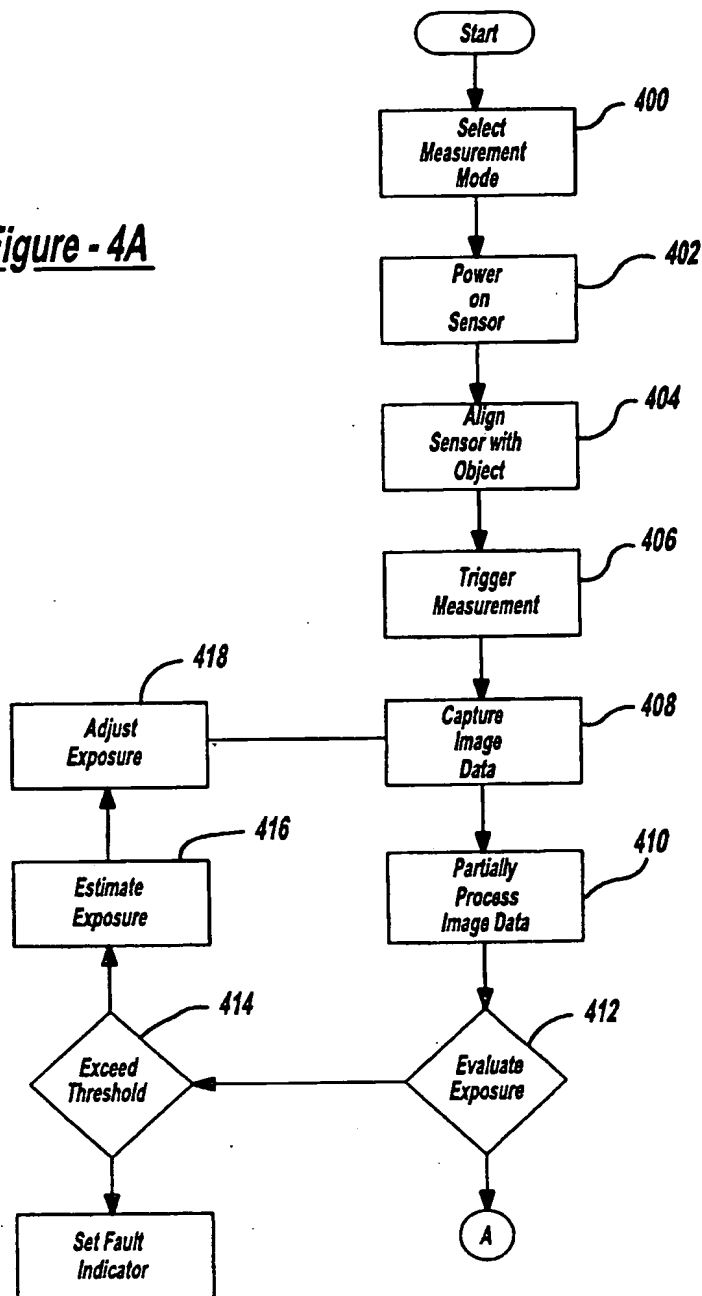 Start
400
Select
Measurement
Mode
Figure - 4A
402
Power
on
Sensor
404
Align
Sensor with
Object
406
Trigger
Measurement
418
Adjust
Exposure
408
Capture
Image
Data
416
Estimate
Exposure
410
Partially
Process
Image Data
414
Exceed
Threshold
412
Evaluate
Exposure
Set Fault
Indicator
A